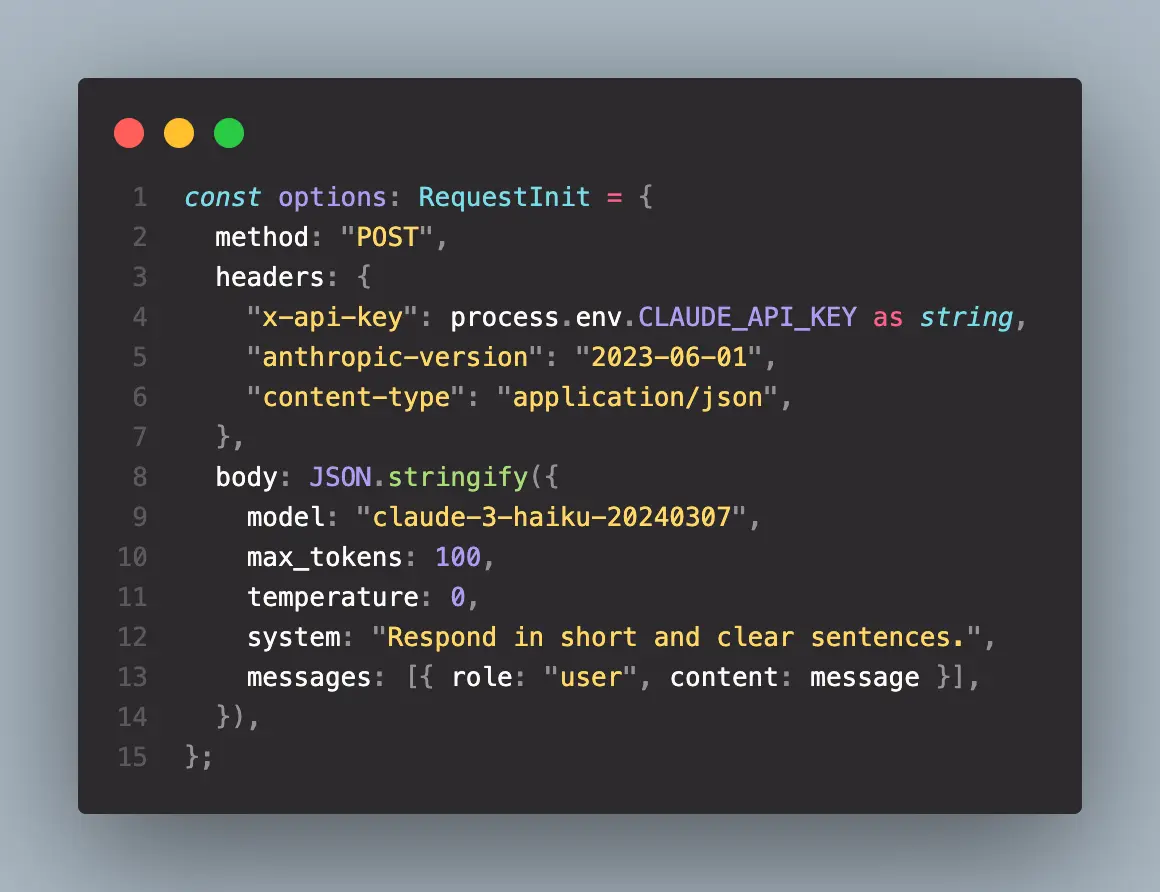 1 const options: RequestInit = {
2   method: "POST",
3   headers: {
4     "x-api-key": process.env.CLAUDE_API_KEY as string,
5     "anthropic-version": "2023-06-01",
6     "content-type": "application/json",
7   },
8   body: JSON.stringify({
9     model: "claude-3-haiku-20240307",
10     max_tokens: 100,
11     temperature: 0,
12     system: "Respond in short and clear sentences.",
13     messages: [{ role: "user", content: message }],
14   }),
15 };